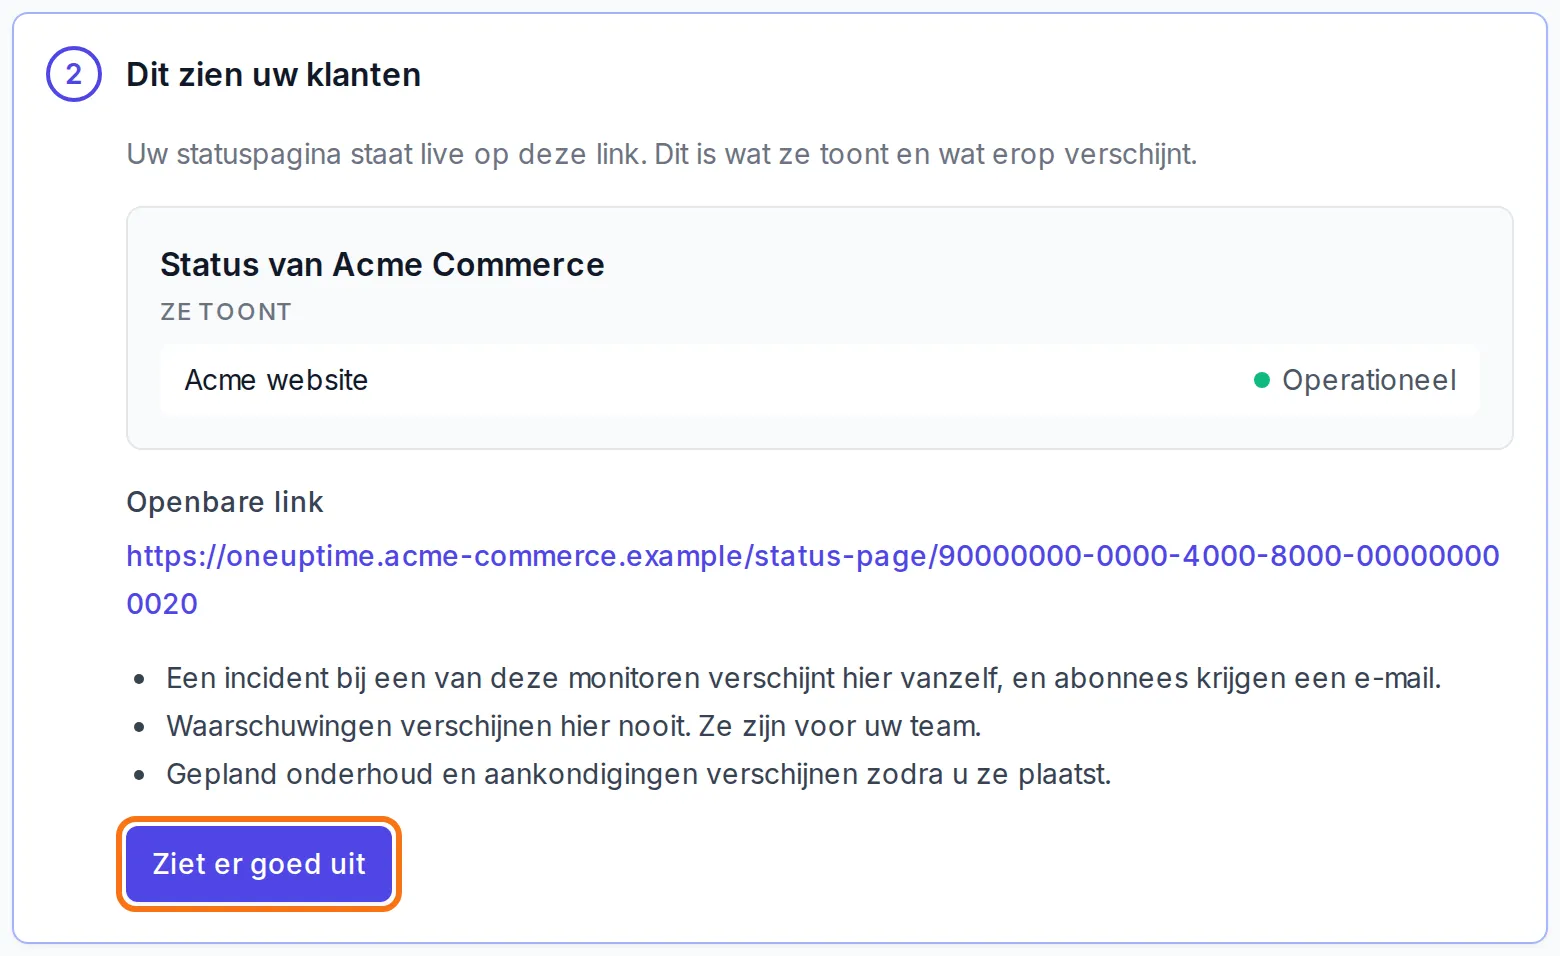 2
Dit zien uw klanten
Uw statuspagina staat live op deze link. Dit is wat ze toont en wat erop verschijnt.
Status van Acme Commerce
ZE TOONT
Acme website
Operationeel
Openbare link
https://oneuptime.acme-commerce.example/status-page/90000000-0000-4000-8000-00000000
0020
• Een incident bij een van deze monitoren verschijnt hier vanzelf, en abonnees krijgen een e-mail.
• Waarschuwingen verschijnen hier nooit. Ze zijn voor uw team.
• Gepland onderhoud en aankondigingen verschijnen zodra u ze plaatst.
Ziet er goed uit